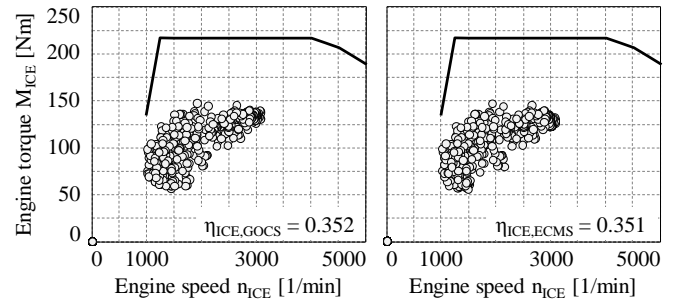 Engine torque M_ICE [Nm]
250
200
150
100
50
0
η_ICE,GOCS = 0.352
η_ICE,ECMS = 0.351
0 1000 3000 5000
0 1000 3000 5000
Engine speed n_ICE [1/min]
Engine speed n_ICE [1/min]